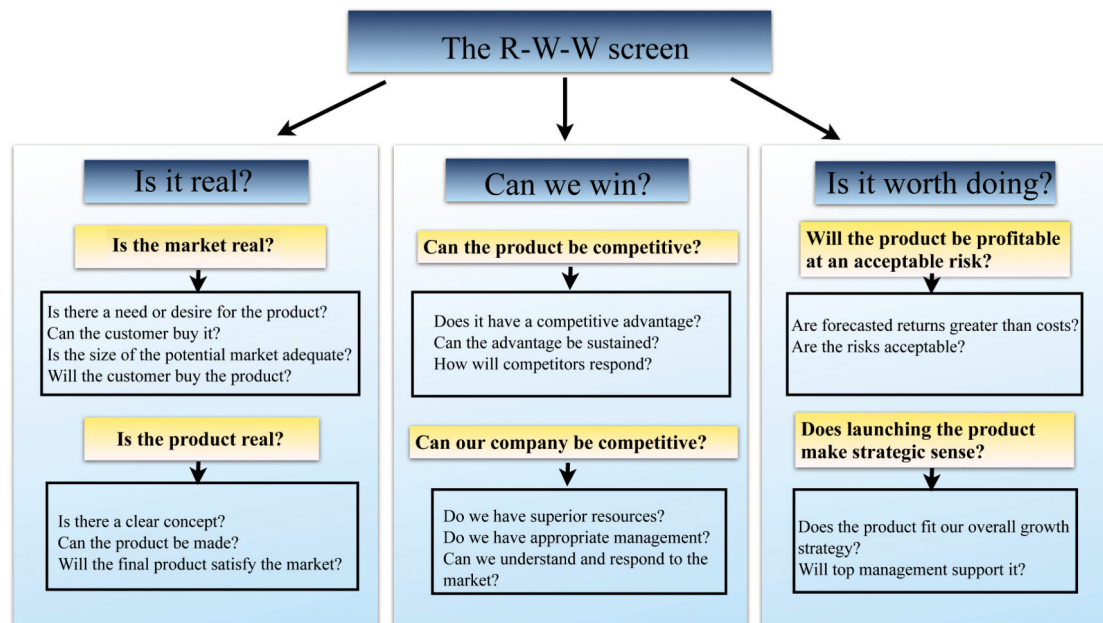 The R-W-W screen
Is it real?
Is the market real?
Is there a need or desire for the product?
Can the customer buy it?
Is the size of the potential market adequate?
Will the customer buy the product?
Is the product real?
Is there a clear concept?
Can the product be made?
Will the final product satisfy the market?
Can we win?
Can the product be competitive?
Does it have a competitive advantage?
Can the advantage be sustained?
How will competitors respond?
Can our company be competitive?
Do we have superior resources?
Do we have appropriate management?
Can we understand and respond to the
market?
Is it worth doing?
Will the product be profitable
at an acceptable risk?
Are forecasted returns greater than costs?
Are the risks acceptable?
Does launching the product
make strategic sense?
Does the product fit our overall growth
strategy?
Will top management support it?